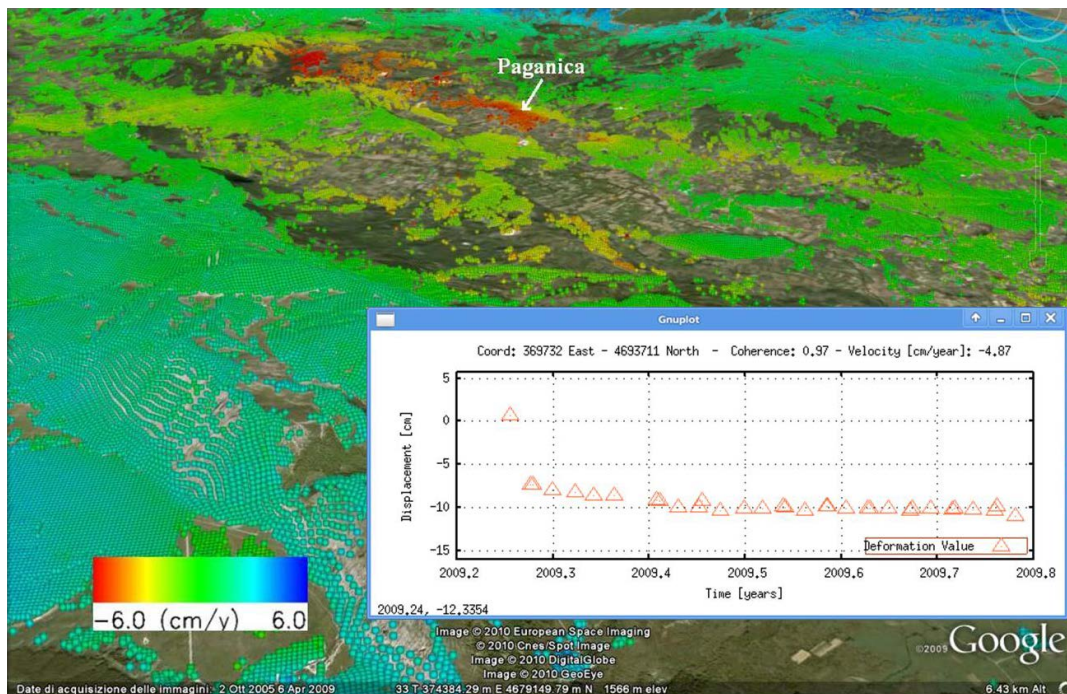 Paganica
Gnuplot
Coord: 369732 East - 4693711 North - Coherence: 0.97 - Velocity [cm/year]: -4.87
5
0
-5
-10
-15
Displacement [cm]
Deformation Value
2009.2 2009.3 2009.4 2009.5 2009.6 2009.7 2009.8
Time [years]
2009.24, -12.3354
-6.0 (cm/y) 6.0
Image © 2010 European Space Imaging
© 2010 Cnes/Spot Image
Image © 2010 DigitalGlobe
Image © 2010 GeoEye
©2009 Google
Date di acquisizione delle immagini: 2 Ott 2005 6 Apr 2009 33 T 374384.29 m E 4679149.79 m N 1566 m elev 6.43 km Alt